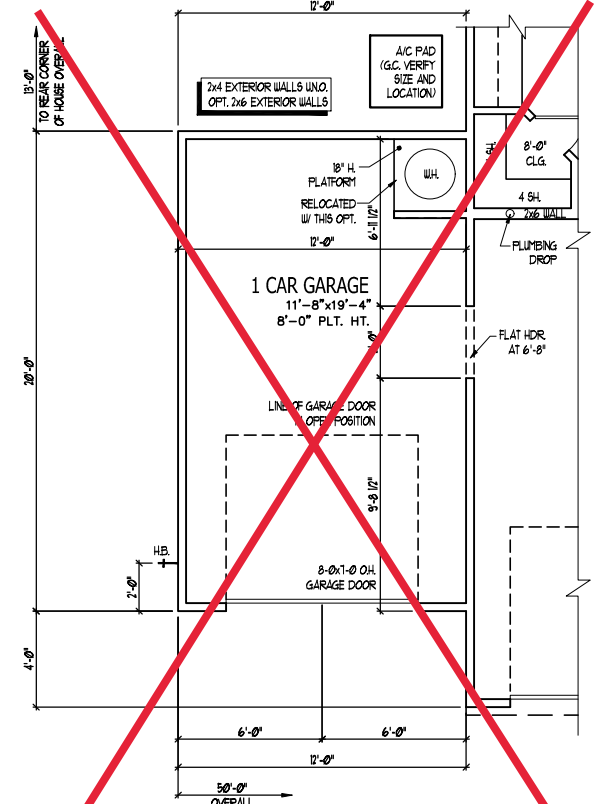 12'-0"
13'-0"
TO REAR CORNER
OF HOUSE OVERALL
A/C PAD
(G.C. VERIFY
SIZE AND
LOCATION)
2x4 EXTERIOR WALLS U.N.O.
OPT. 2x6 EXTERIOR WALLS
18" H.
PLATFORM
W.H.
RELOCATED
W/ THIS OPT.
6'-11 1/2"
SH.
8'-0"
CLG.
4 SH.
2x6 WALL
PLUMBING
DROP
12'-0"
1 CAR GARAGE
11'-8"x19'-4"
8'-0" PLT. HT.
FLAT HDR.
AT 6'-8"
20'-0"
LINE OF GARAGE DOOR
OPEN POSITION
9'-8 1/2"
H.B.
2'-0"
8-0x7-0 O.H.
GARAGE DOOR
4'-0"
6'-0"
6'-0"
12'-0"
50'-0"
OVERALL